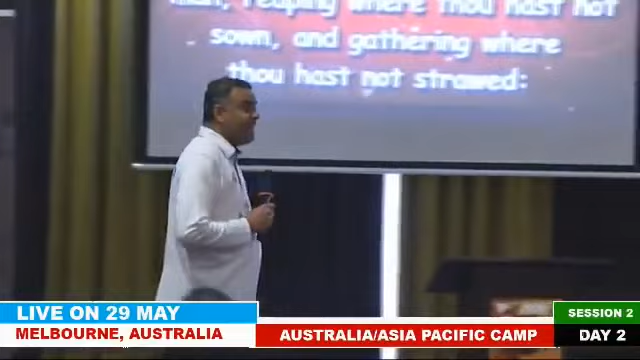 man, reaping where thou hast not
sown, and gathering where
thou hast not strawed:
LIVE ON 29 MAY
MELBOURNE, AUSTRALIA
AUSTRALIA/ASIA PACIFIC CAMP
SESSION 2
DAY 2